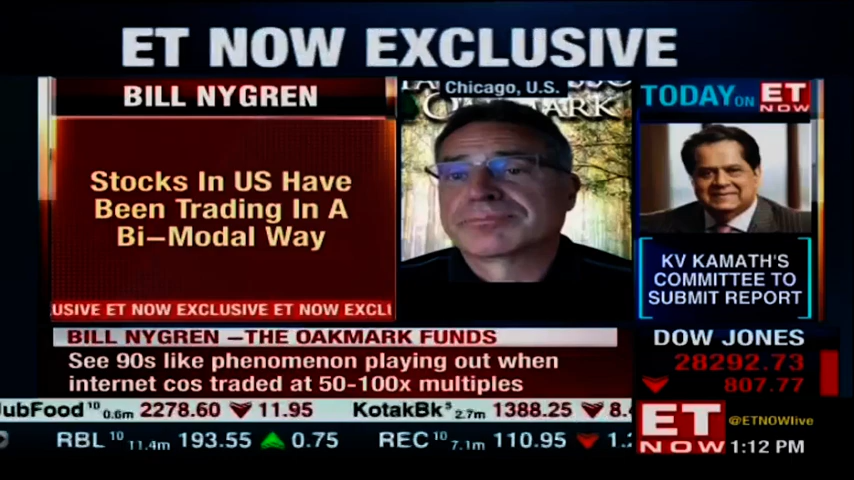 ET NOW EXCLUSIVE
BILL NYGREN
Stocks In US Have
Been Trading In A
Bi-Modal Way
USIVE ET NOW EXCLUSIVE ET NOW EXCLU
Chicago, U.S.
OAKMARK
TODAY ON ET NOW
KV KAMATH'S
COMMITTEE TO
SUBMIT REPORT
BILL NYGREN -THE OAKMARK FUNDS
See 90s like phenomenon playing out when
internet cos traded at 50-100x multiples
DOW JONES
28292.73
807.77
JubFood 10 0.6m 2278.60 11.95 KotakBk 5 2.7m 1388.25 8.
RBL 10 11.4m 193.55 0.75 REC 10 7.1m 110.95 1.2
ET NOW
@ETNOWlive
1:12 PM